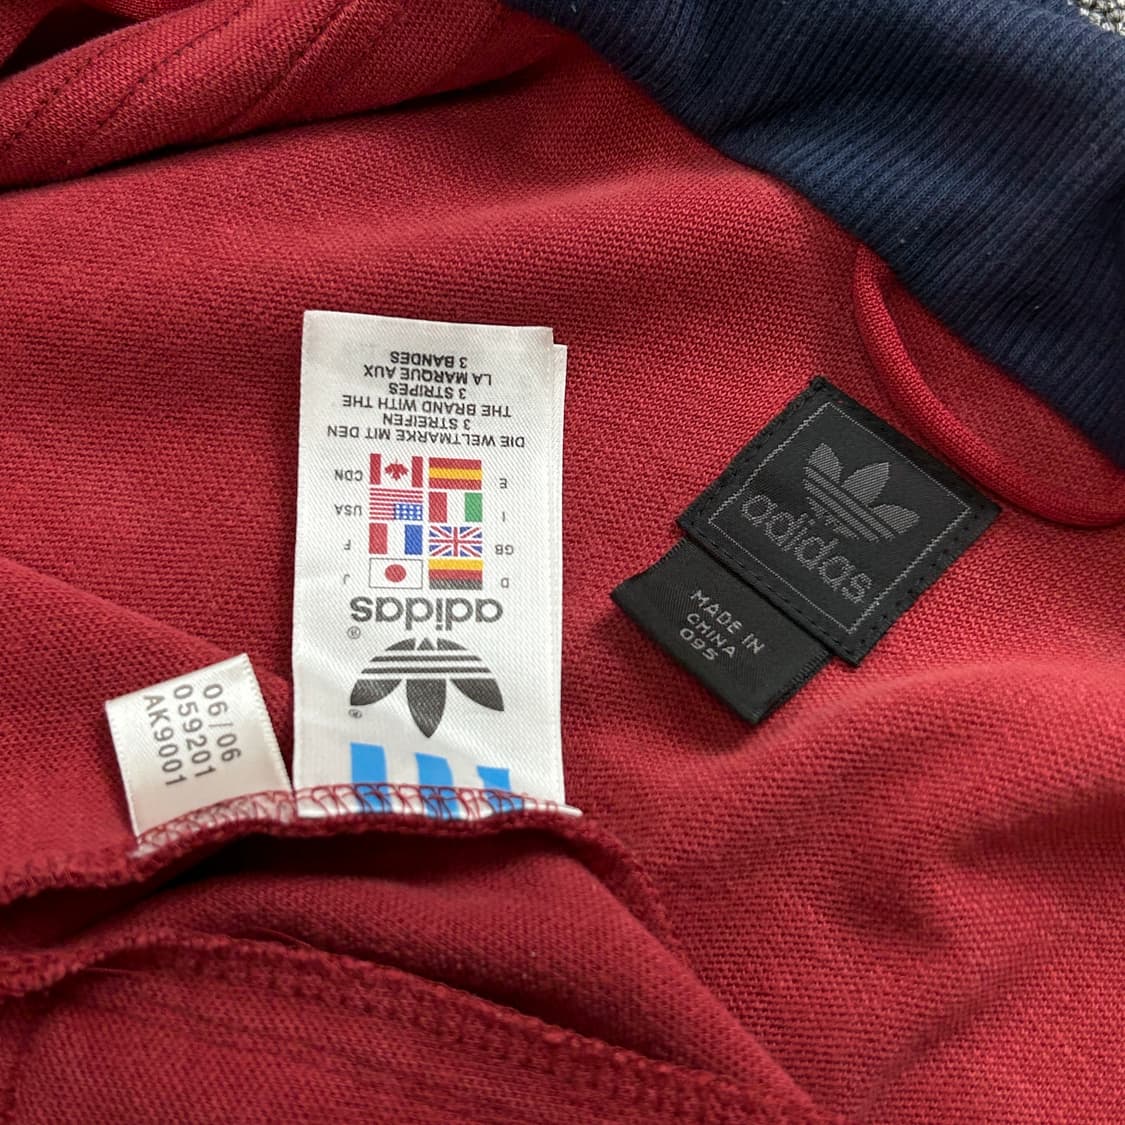 06/06
059201
AK9001
adidas
D
J
GB
F
I
USA
E
CDN
DIE WELTMARKE MIT DEN
3 STREIFEN
THE BRAND WITH THE
3 STRIPES
LA MARQUE AUX
3 BANDES
adidas
MADE IN
CHINA
095